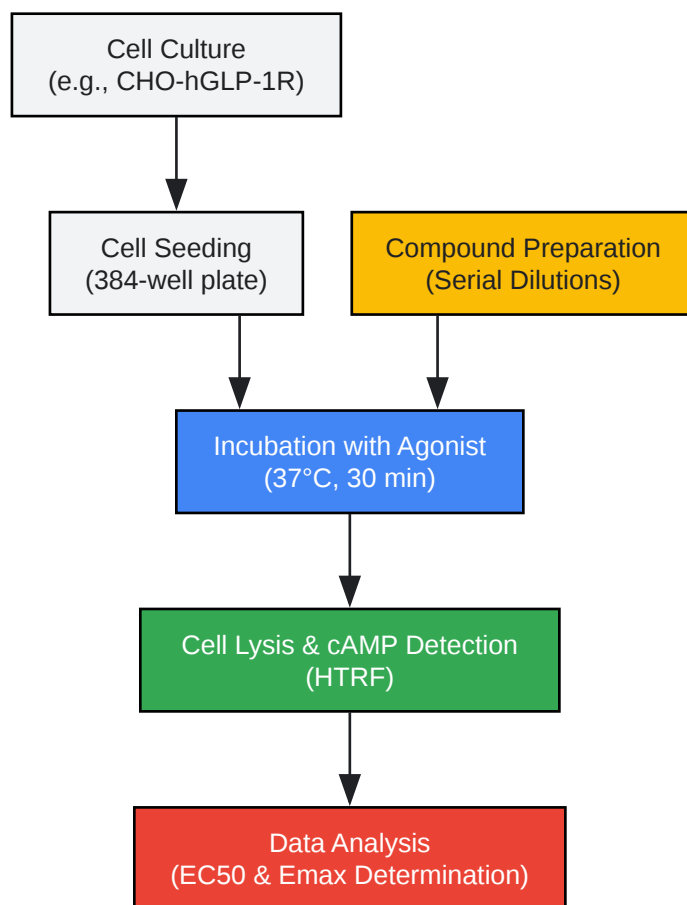 Cell Culture
(e.g., CHO-hGLP-1R)
Cell Seeding
(384-well plate)
Compound Preparation
(Serial Dilutions)
Incubation with Agonist
(37°C, 30 min)
Cell Lysis & cAMP Detection
(HTRF)
Data Analysis
(EC50 & Emax Determination)